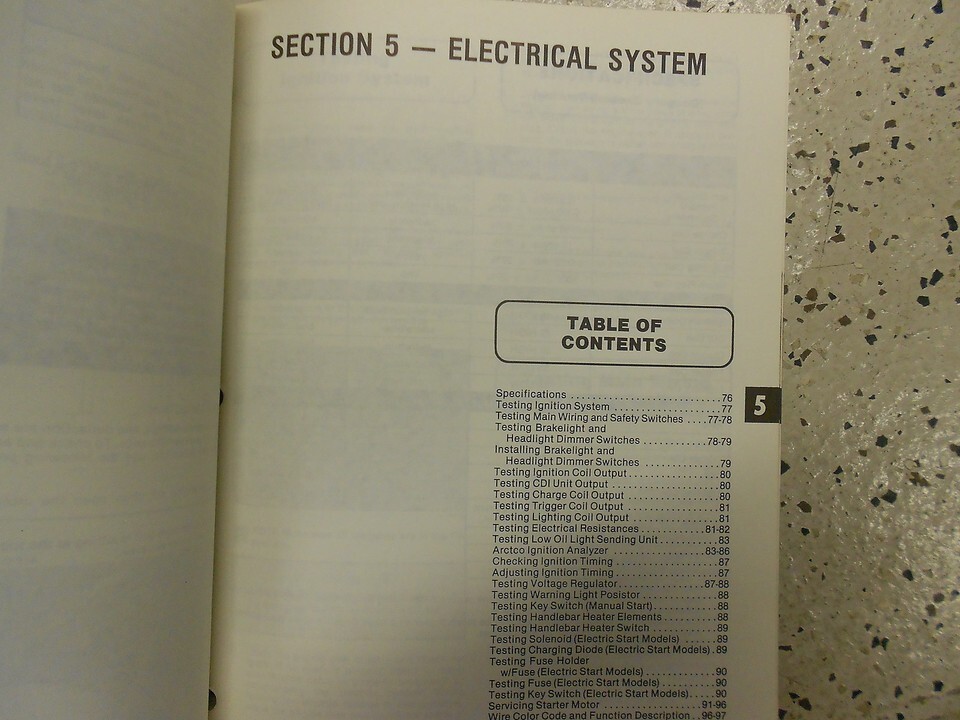 SECTION 5 — ELECTRICAL SYSTEM
TABLE OF
CONTENTS
5
Specifications ........................... 76
Testing Ignition System .................. 77
Testing Main Wiring and Safety Switches .... 77-78
Testing Brakelight and
Headlight Dimmer Switches ............ 78-79
Installing Brakelight and
Headlight Dimmer Switches .............. 79
Testing Ignition Coil Output ................ 80
Testing CDI Unit Output ................... 80
Testing Charge Coil Output ................ 80
Testing Trigger Coil Output ................ 81
Testing Lighting Coil Output ............... 81
Testing Electrical Resistances ........... 81-82
Testing Low Oil Light Sending Unit .......... 83
Arctco Ignition Analyzer ................ 83-86
Checking Ignition Timing .................. 87
Adjusting Ignition Timing .................. 87
Testing Voltage Regulator ............... 87-88
Testing Warning Light Posistor ............. 88
Testing Key Switch (Manual Start) ........... 88
Testing Handlebar Heater Elements ......... 88
Testing Handlebar Heater Switch ........... 89
Testing Solenoid (Electric Start Models) ..... 89
Testing Charging Diode (Electric Start Models) . 89
Testing Fuse Holder
w/Fuse (Electric Start Models) ............ 90
Testing Fuse (Electric Start Models) ......... 90
Testing Key Switch (Electric Start Models) ..... 90
Servicing Starter Motor ................. 91-96
Wire Color Code and Function Description .. 96-97